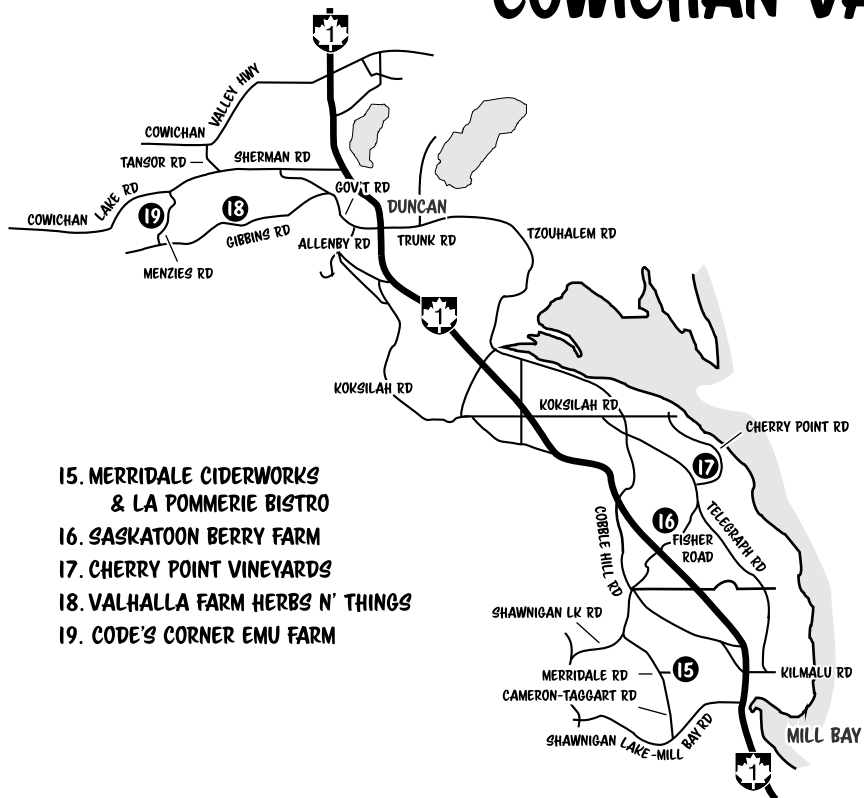 COWICHAN VA
1
COWICHAN VALLEY HWY
TANSOR RD
SHERMAN RD
GOV'T RD
DUNCAN
COWICHAN LAKE RD
19
18
GIBBINS RD
ALLENBY RD
TRUNK RD
TZOUHALEM RD
MENZIES RD
1
KOKSILAH RD
KOKSILAH RD
CHERRY POINT RD
17
15. MERRIDALE CIDERWORKS
& LA POMMERIE BISTRO
16. SASKATOON BERRY FARM
17. CHERRY POINT VINEYARDS
18. VALHALLA FARM HERBS N' THINGS
19. CODE'S CORNER EMU FARM
COBBLE HILL RD
16
FISHER
ROAD
TELEGRAPH RD
SHAWNIGAN LK RD
MERRIDALE RD
15
KILMALU RD
CAMERON-TAGGART RD
SHAWNIGAN LAKE-MILL BAY RD
MILL BAY
1